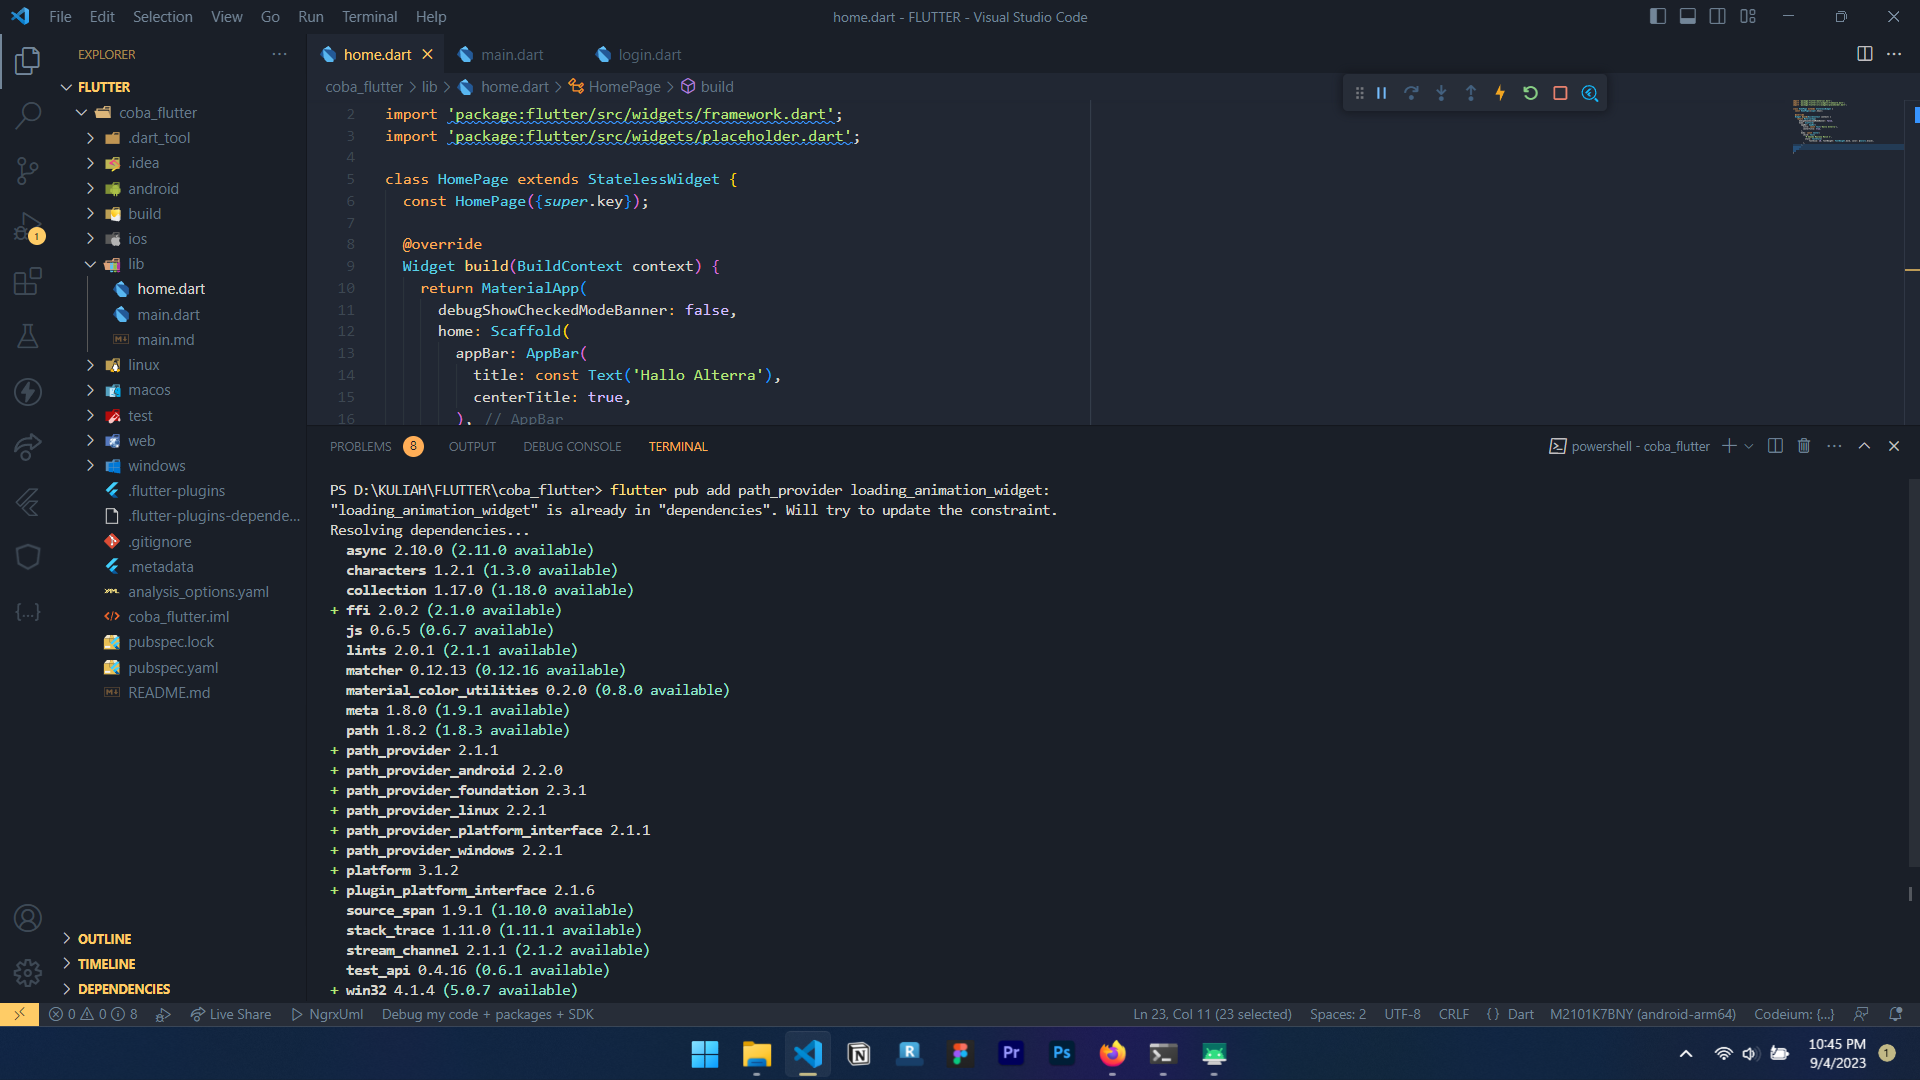 File Edit Selection View Go Run Terminal Help
home.dart - FLUTTER - Visual Studio Code
EXPLORER
FLUTTER
coba_flutter
.dart_tool
.idea
android
build
ios
lib
home.dart
main.dart
main.md
linux
macos
test
web
windows
.flutter-plugins
.flutter-plugins-depende...
.gitignore
.metadata
analysis_options.yaml
coba_flutter.iml
pubspec.lock
pubspec.yaml
README.md
OUTLINE
TIMELINE
DEPENDENCIES
1
home.dart main.dart login.dart
coba_flutter > lib > home.dart > HomePage > build
2 import 'package:flutter/src/widgets/framework.dart';
3 import 'package:flutter/src/widgets/placeholder.dart';
4
5 class HomePage extends StatelessWidget {
6 const HomePage({super.key});
7
8 @override
9 Widget build(BuildContext context) {
10 return MaterialApp(
11 debugShowCheckedModeBanner: false,
12 home: Scaffold(
13 appBar: AppBar(
14 title: const Text('Hallo Alterra'),
15 centerTitle: true,
16 ), // AppBar
PROBLEMS 8 OUTPUT DEBUG CONSOLE TERMINAL
powershell - coba_flutter
PS D:\KULIAH\FLUTTER\coba_flutter> flutter pub add path_provider loading_animation_widget:
"loading_animation_widget" is already in "dependencies". Will try to update the constraint.
Resolving dependencies...
async 2.10.0 (2.11.0 available)
characters 1.2.1 (1.3.0 available)
collection 1.17.0 (1.18.0 available)
+ ffi 2.0.2 (2.1.0 available)
js 0.6.5 (0.6.7 available)
lints 2.0.1 (2.1.1 available)
matcher 0.12.13 (0.12.16 available)
material_color_utilities 0.2.0 (0.8.0 available)
meta 1.8.0 (1.9.1 available)
path 1.8.2 (1.8.3 available)
+ path_provider 2.1.1
+ path_provider_android 2.2.0
+ path_provider_foundation 2.3.1
+ path_provider_linux 2.2.1
+ path_provider_platform_interface 2.1.1
+ path_provider_windows 2.2.1
+ platform 3.1.2
+ plugin_platform_interface 2.1.6
source_span 1.9.1 (1.10.0 available)
stack_trace 1.11.0 (1.11.1 available)
stream_channel 2.1.1 (2.1.2 available)
test_api 0.4.16 (0.6.1 available)
+ win32 4.1.4 (5.0.7 available)
0 0 8 Live Share NgrxUml Debug my code + packages + SDK
Ln 23, Col 11 (23 selected) Spaces: 2 UTF-8 CRLF {} Dart M2101K7BNY (android-arm64) Codeium: {...}
N R Pr Ps
10:45 PM
9/4/2023
1